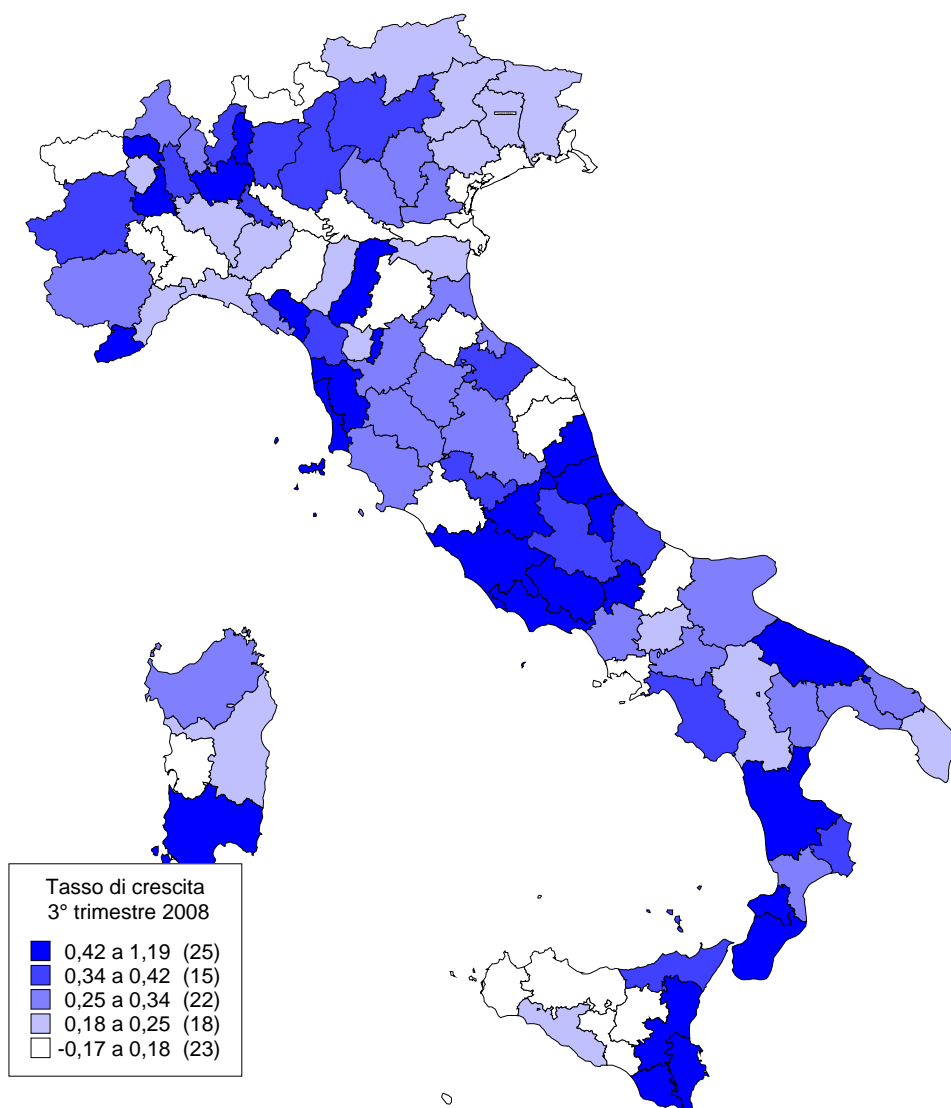 Tasso di crescita
3° trimestre 2008
0,42 a 1,19 (25)
0,34 a 0,42 (15)
0,25 a 0,34 (22)
0,18 a 0,25 (18)
-0,17 a 0,18 (23)